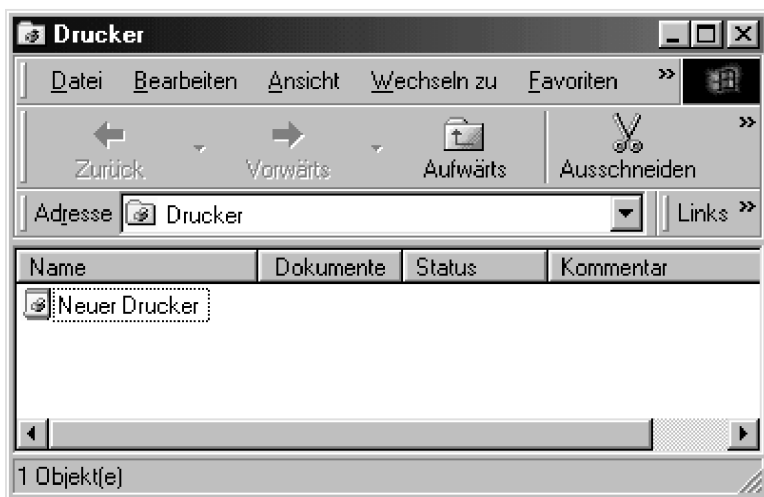 Drucker
Datei Bearbeiten Ansicht Wechseln zu Favoriten »
Zurück Vorwärts Aufwärts Ausschneiden »
Adresse Drucker Links »
Name Dokumente Status Kommentar
Neuer Drucker
1 Objekt(e)